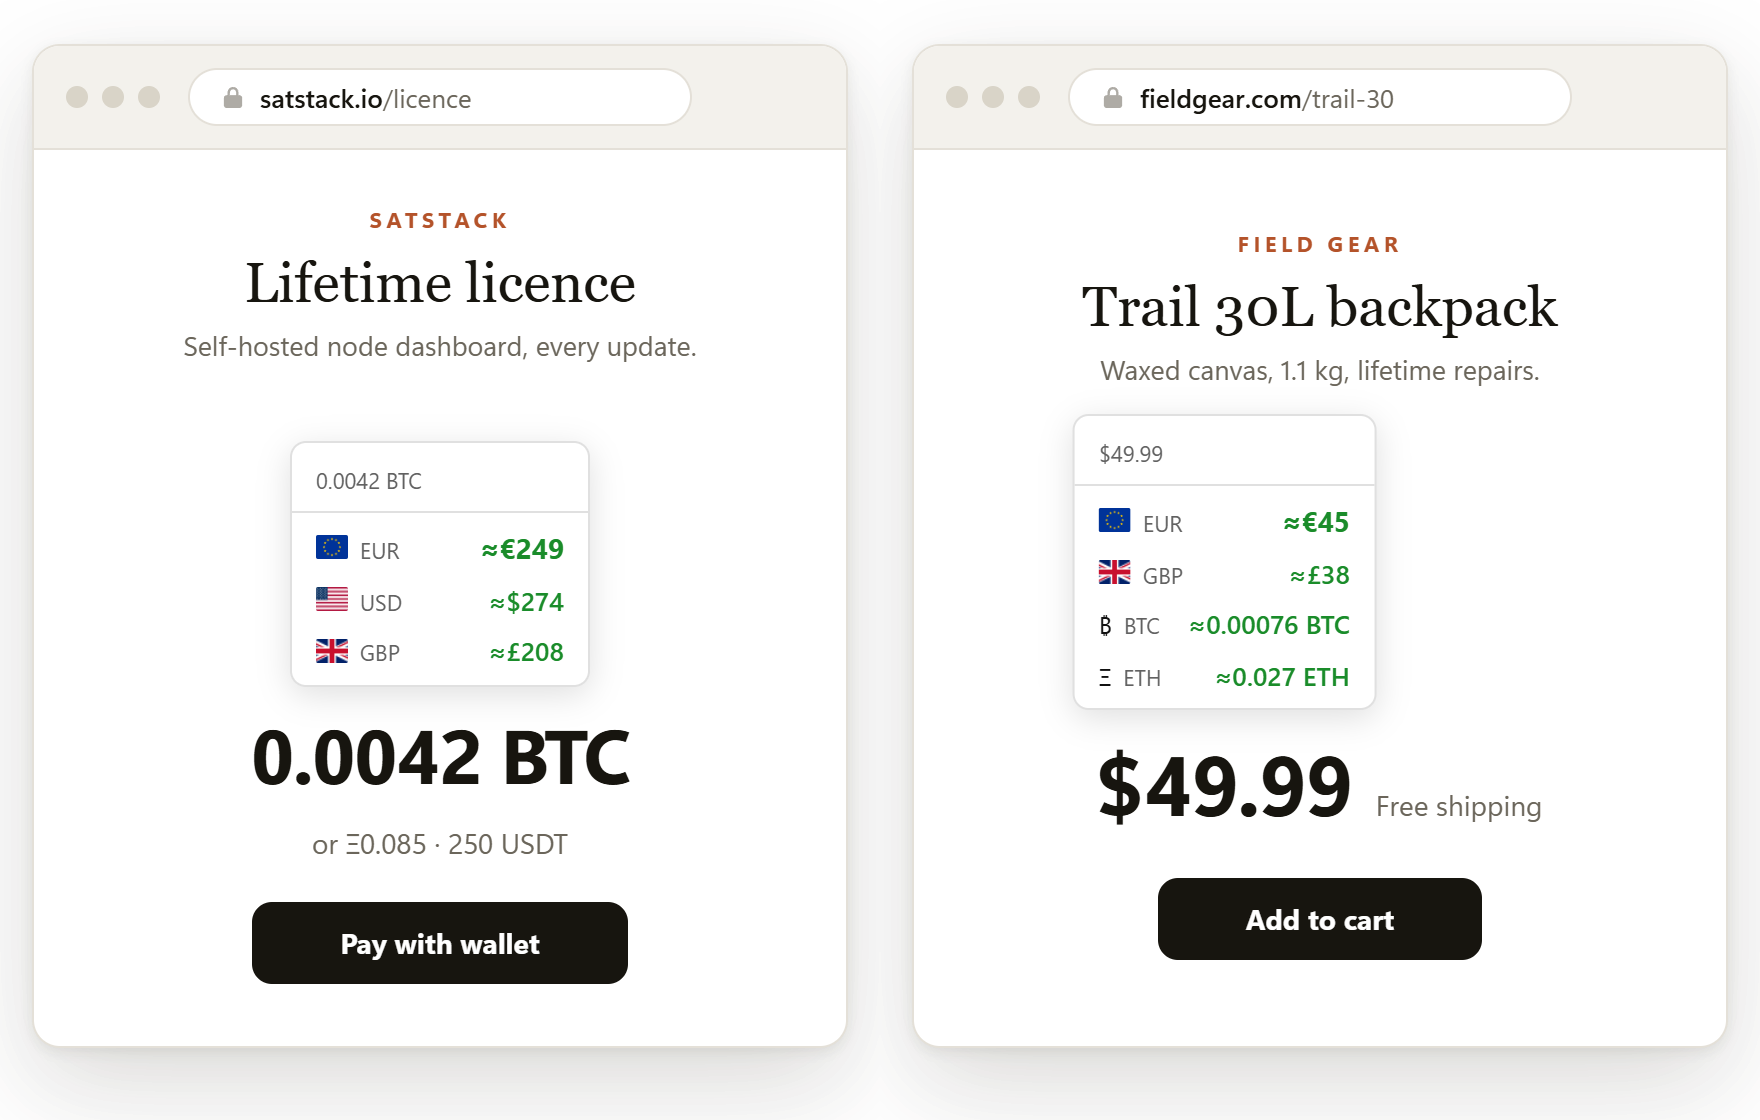 satstack.io/licence
SATSTACK
Lifetime licence
Self-hosted node dashboard, every update.
0.0042 BTC
EUR ≈€249
USD ≈$274
GBP ≈£208
0.0042 BTC
or Ξ0.085 · 250 USDT
Pay with wallet
fieldgear.com/trail-30
FIELD GEAR
Trail 30L backpack
Waxed canvas, 1.1 kg, lifetime repairs.
$49.99
EUR ≈€45
GBP ≈£38
₿ BTC ≈0.00076 BTC
Ξ ETH ≈0.027 ETH
$49.99 Free shipping
Add to cart